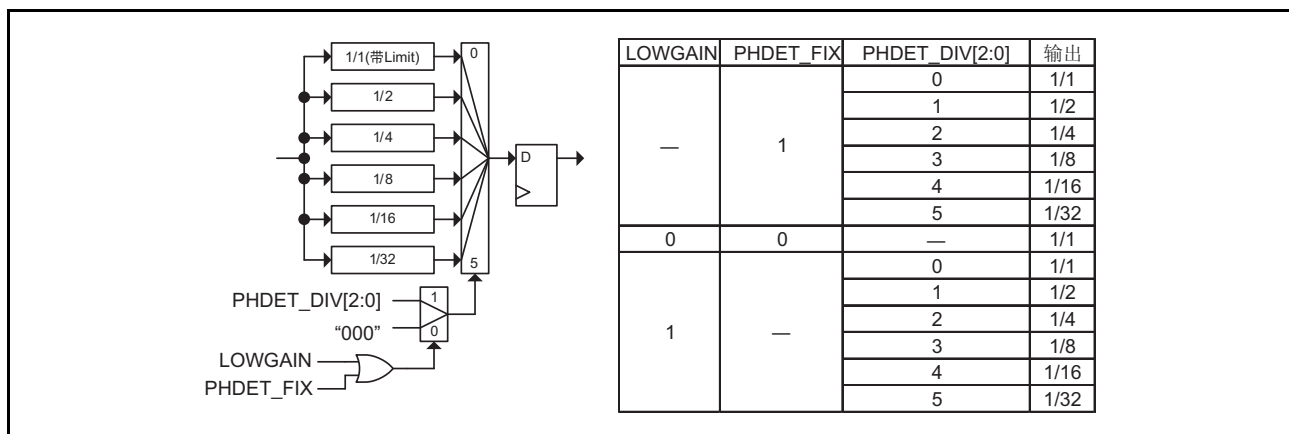 1/1(带Limit)
0
1/2
1/4
D
1/8
1/16
1/32
5
PHDET_DIV[2:0]
1
“000”
0
LOWGAIN
PHDET_FIX
LOWGAIN PHDET_FIX PHDET_DIV[2:0] 输出
— 1 0 1/1
1 1/2
2 1/4
3 1/8
4 1/16
5 1/32
0 0 — 1/1
1 — 0 1/1
1 1/2
2 1/4
3 1/8
4 1/16
5 1/32